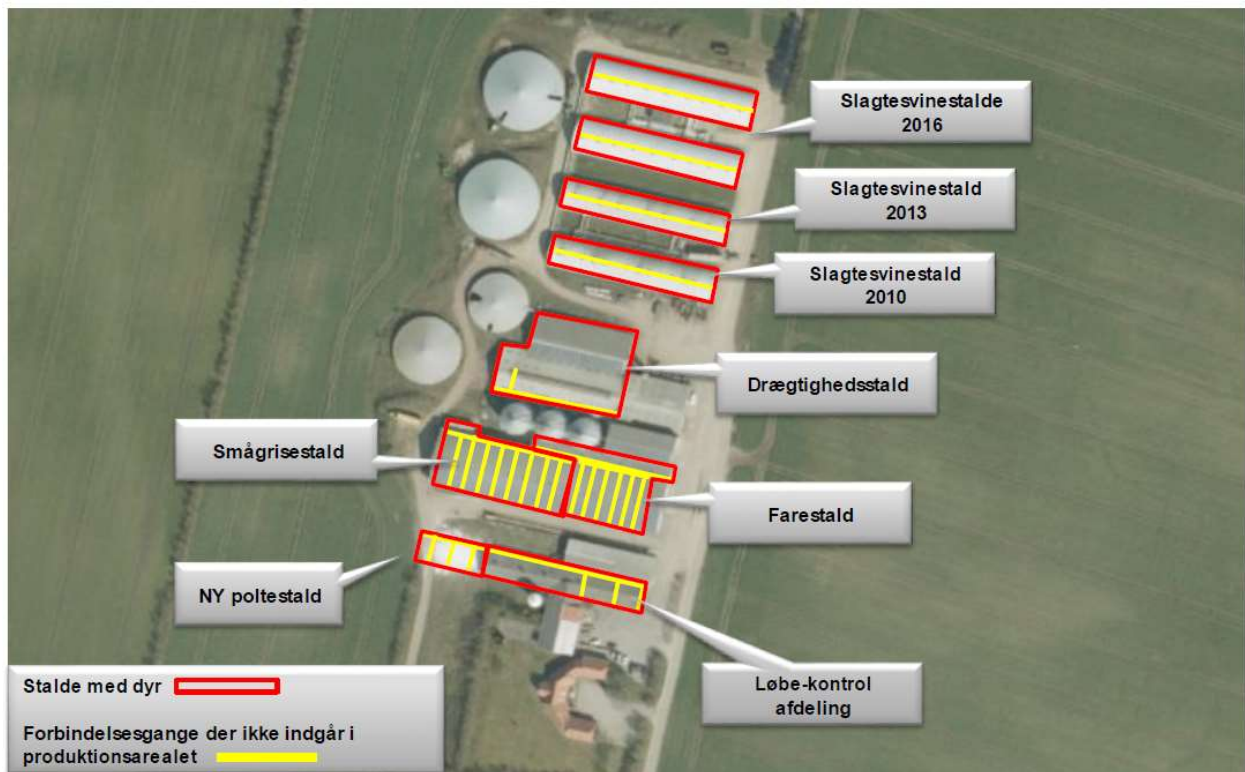 Slagtesvinestalde
2016
Slagtesvinestald
2013
Slagtesvinestald
2010
Drægtighedsstald
Smågrisestald
Farestald
NY poltestald
Løbe-kontrol
afdeling
Stalde med dyr
Forbindelsesgange der ikke indgår i
produktionsarealet